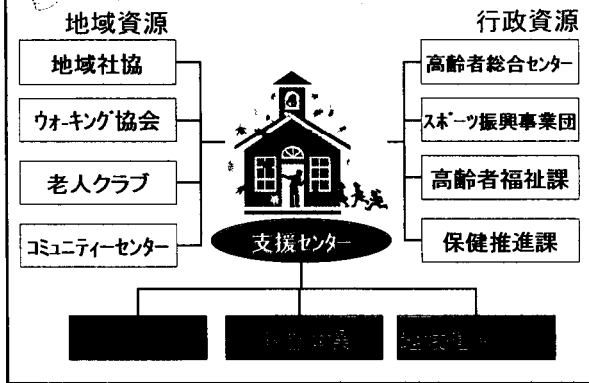 地域資源
行政資源
地域社協
ウォーキング協会
老人クラブ
コミュニティーセンター
高齢者総合センター
スポーツ振興事業団
高齢者福祉課
保健推進課
支援センター